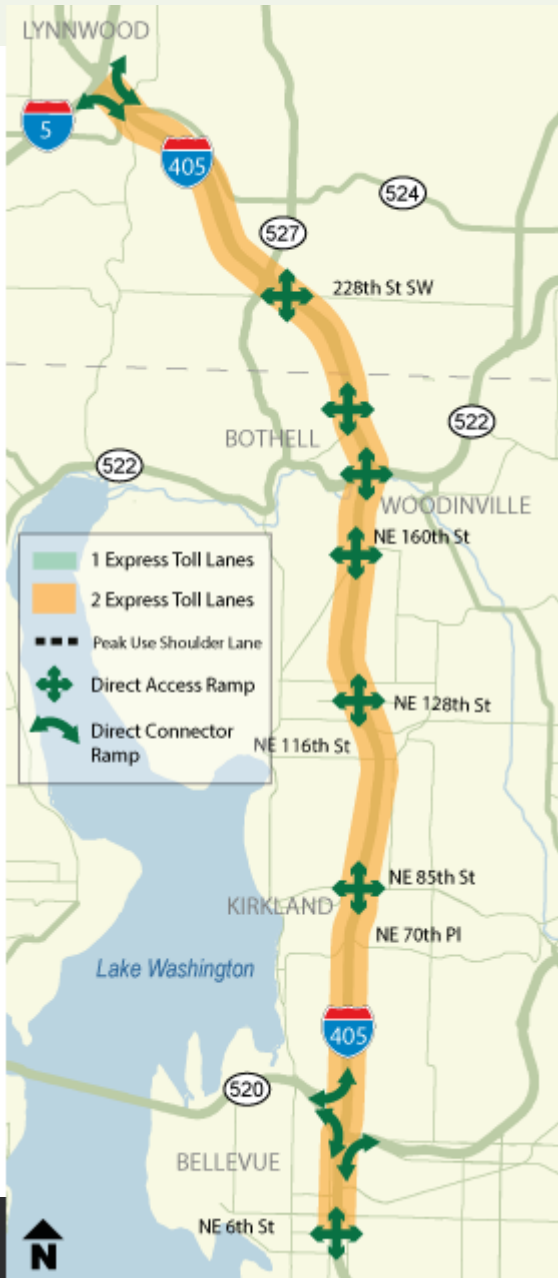 LYNNWOOD
5
405
524
527
228th St SW
BOTHELL
522
522
WOODINVILLE
NE 160th St
1 Express Toll Lanes
2 Express Toll Lanes
Peak Use Shoulder Lane
Direct Access Ramp
Direct Connector
Ramp
NE 128th St
NE 116th St
NE 85th St
KIRKLAND
NE 70th Pl
Lake Washington
405
520
BELLEVUE
NE 6th St
N